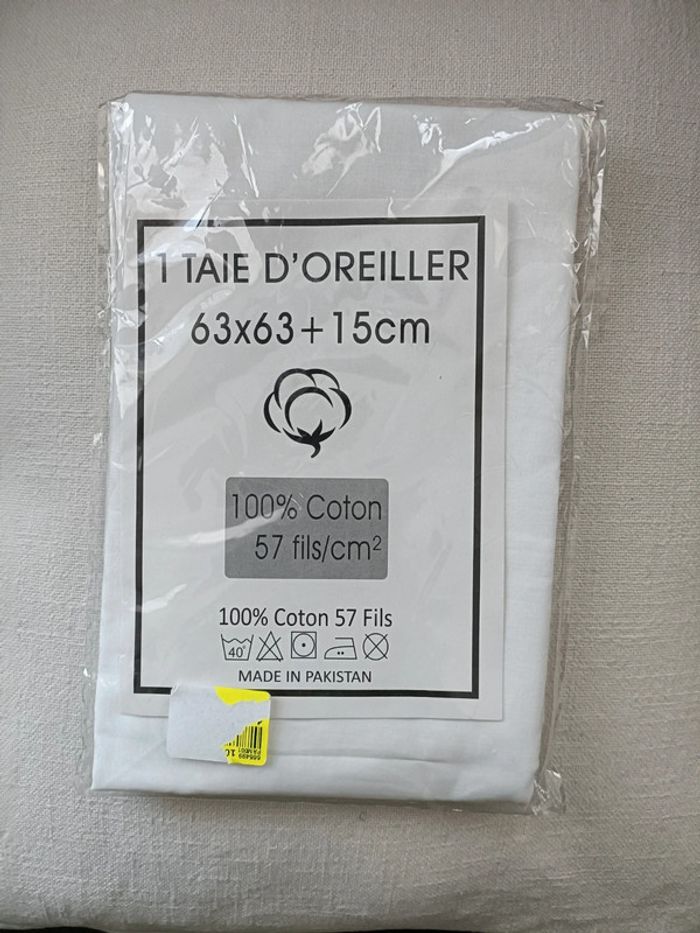 1 TAIE D'OREILLER
63x63+15cm
100% Coton
57 fils/cm²
100% Coton 57 Fils
40°
MADE IN PAKISTAN